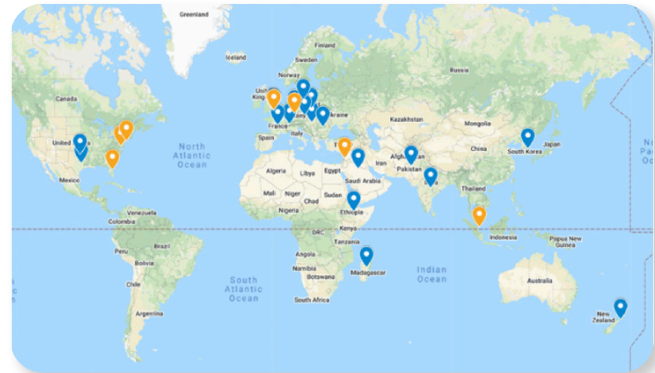 Greenland
Iceland
Finland
Sweden
Norway
Russia
Canada
United
King
Ukraine
France
Kazakhstan
Mongolia
Spain
Italy
North
Atlantic
Ocean
United
Japan
South Korea
China
Afghanistan
Iran
Pakistan
Algeria
Libya
Egypt
Saudi Arabia
Mexico
Mali
Niger
Chad
Sudan
Thailand
Nigeria
Ethiopia
Venezuela
Colombia
Kenya
DRC
Indonesia
Papua New
Guinea
Tanzania
Peru
Brazil
Angola
Bolivia
Namibia
Botswana
Madagascar
Indian
Ocean
South
Atlantic
Ocean
Chile
Australia
South Africa
Argentina
New
Zealand